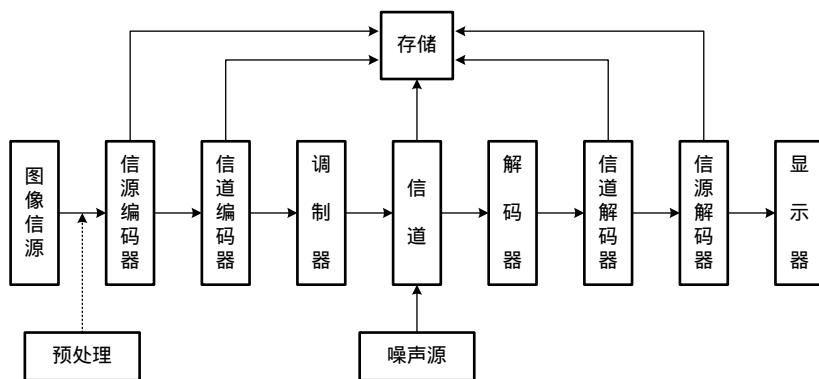 存储
图像信源
信源编码器
信道编码器
调制器
信道
解码器
信道解码器
信源解码器
显示器
预处理
噪声源